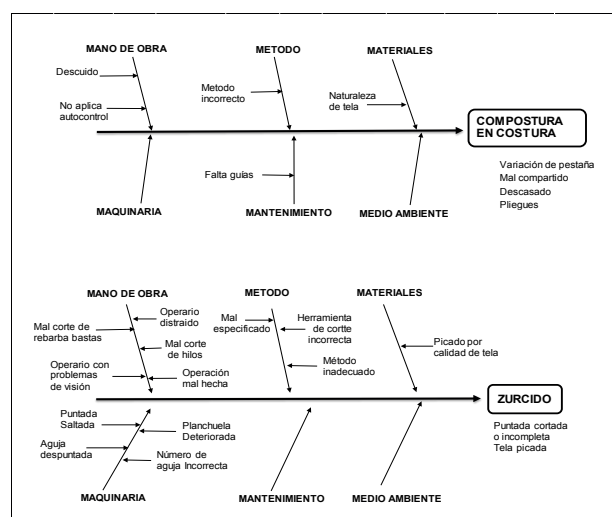 MANO DE OBRA
METODO
MATERIALES
Descuido
No aplica
autocontrol
Metodo
incorrecto
Naturaleza
de tela
COMPOSTURA
EN COSTURA
Variación de pestaña
Mal compartido
Descasado
Pliegues
Falta guías
MAQUINARIA
MANTENIMIENTO
MEDIO AMBIENTE
MANO DE OBRA
METODO
MATERIALES
Operario
distraido
Mal corte de
rebarba bastas
Mal corte
de hilos
Operario con
problemas
de visión
Operación
mal hecha
Mal
especificado
Herramienta
de cortte
incorrecta
Método
inadecuado
Picado por
calidad de tela
ZURCIDO
Puntada cortada
o incompleta
Tela picada
Puntada
Saltada
Planchuela
Deteriorada
Aguja
despuntada
Número de
aguja Incorrecta
MAQUINARIA
MANTENIMIENTO
MEDIO AMBIENTE